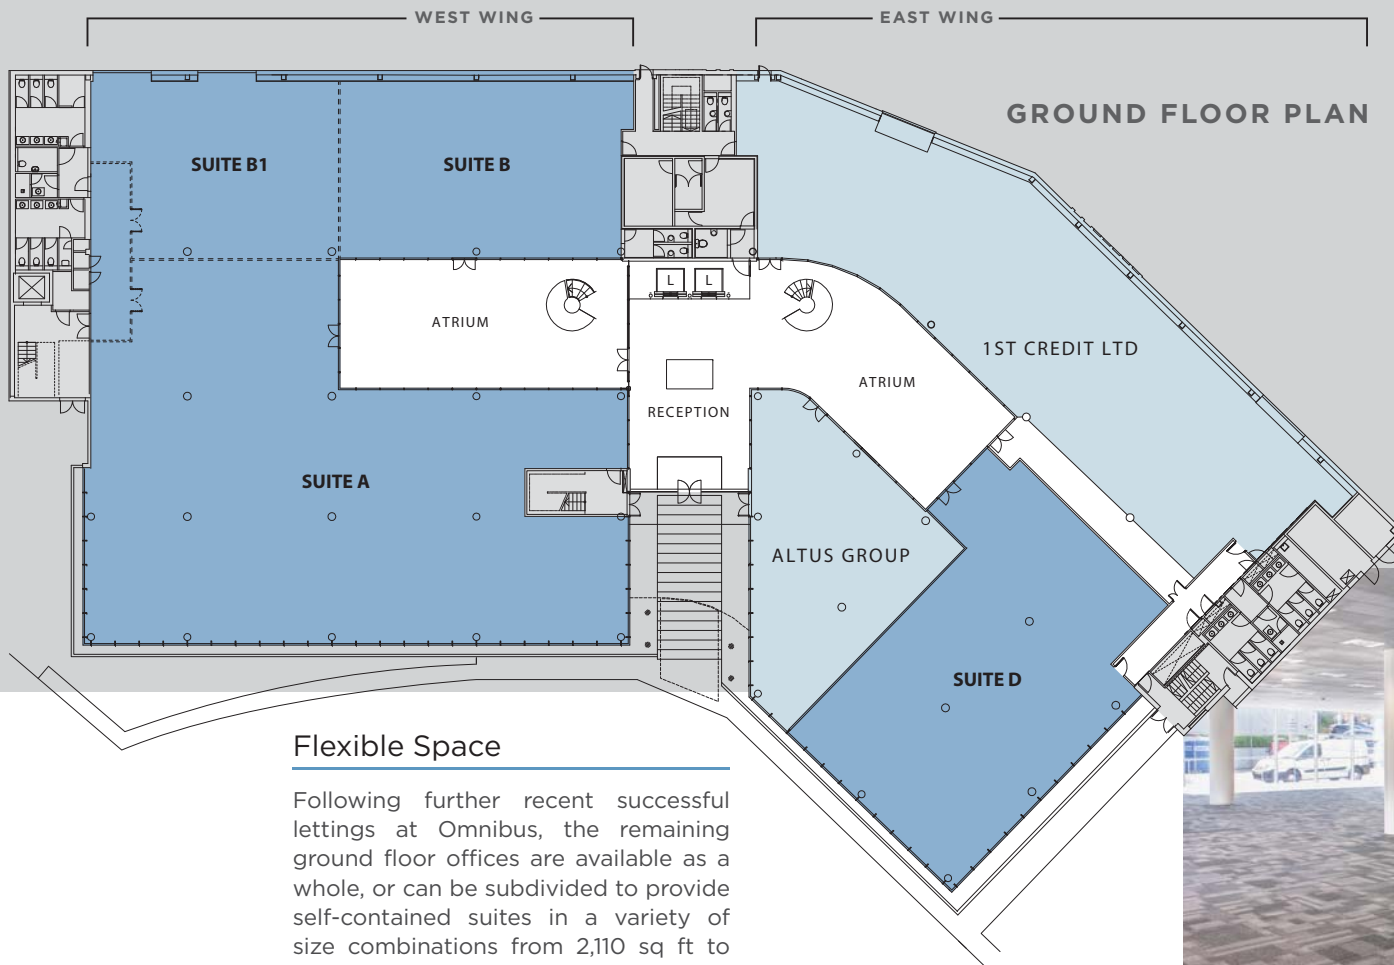 WEST WING
EAST WING
GROUND FLOOR PLAN
SUITE B1
SUITE B
L
L
ATRIUM
1ST CREDIT LTD
ATRIUM
RECEPTION
SUITE A
ALTUS GROUP
SUITE D
Flexible Space
Following further recent successful
lettings at Omnibus, the remaining
ground floor offices are available as a
whole, or can be subdivided to provide
self-contained suites in a variety of
size combinations from 2,110 sq ft to